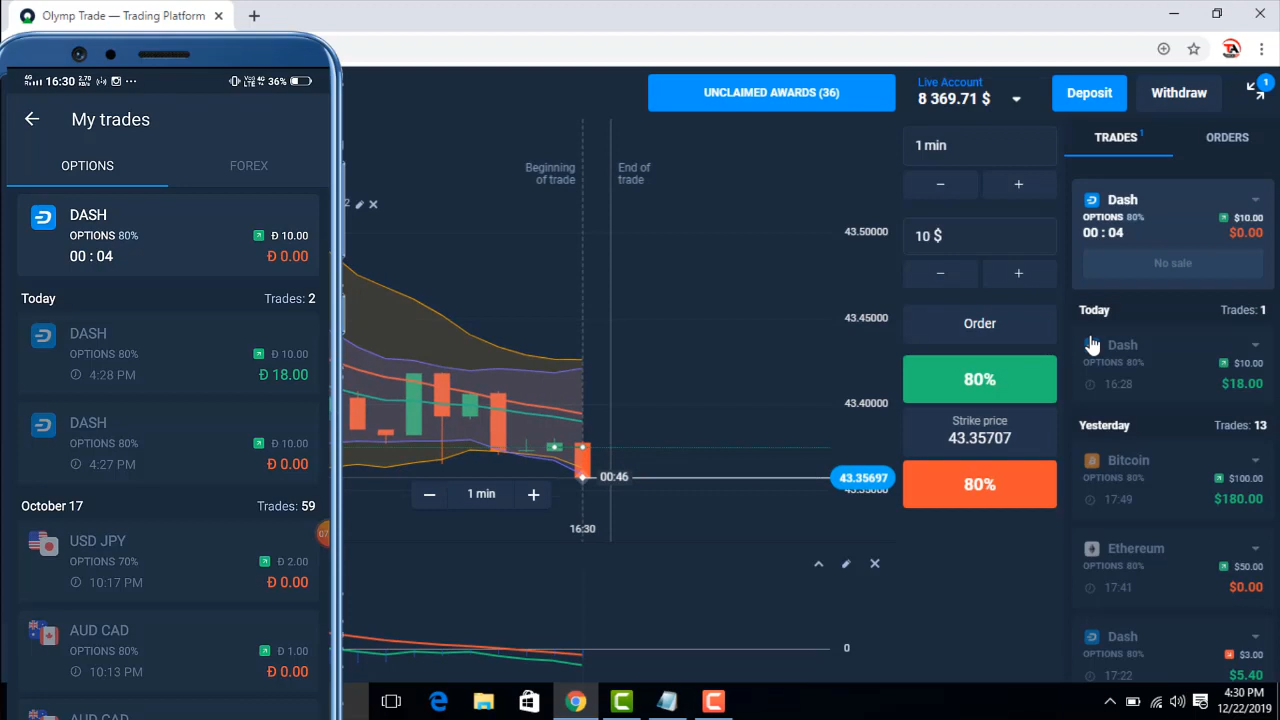 Olymp Trade — Trading Platform
16:30
36%
My trades
OPTIONS
FOREX
DASH
OPTIONS 80%
Ð 10.00
00 : 04
Ð 0.00
Today
Trades: 2
DASH
OPTIONS 80%
Ð 10.00
4:28 PM
Ð 18.00
DASH
OPTIONS 80%
Ð 10.00
4:27 PM
Ð 0.00
October 17
Trades: 59
USD JPY
OPTIONS 70%
Ð 2.00
10:17 PM
Ð 0.00
AUD CAD
OPTIONS 80%
Ð 1.00
10:13 PM
Ð 0.00
UNCLAIMED AWARDS (36)
Live Account
8 369.71 $
Deposit
Withdraw
1
Beginning
of trade
End of
trade
2
43.50000
43.45000
43.40000
43.35697
00:46
1 min
16:30
0
1 min
10 $
Order
80%
Strike price
43.35707
80%
TRADES 1
ORDERS
Dash
OPTIONS 80%
$10.00
00 : 04
$0.00
No sale
Today
Trades: 1
Dash
OPTIONS 80%
$10.00
16:28
$18.00
Yesterday
Trades: 13
Bitcoin
OPTIONS 80%
$100.00
17:49
$180.00
Ethereum
OPTIONS 80%
$50.00
17:41
$0.00
Dash
OPTIONS 80%
$3.00
17:22
$5.40
4:30 PM
12/22/2019